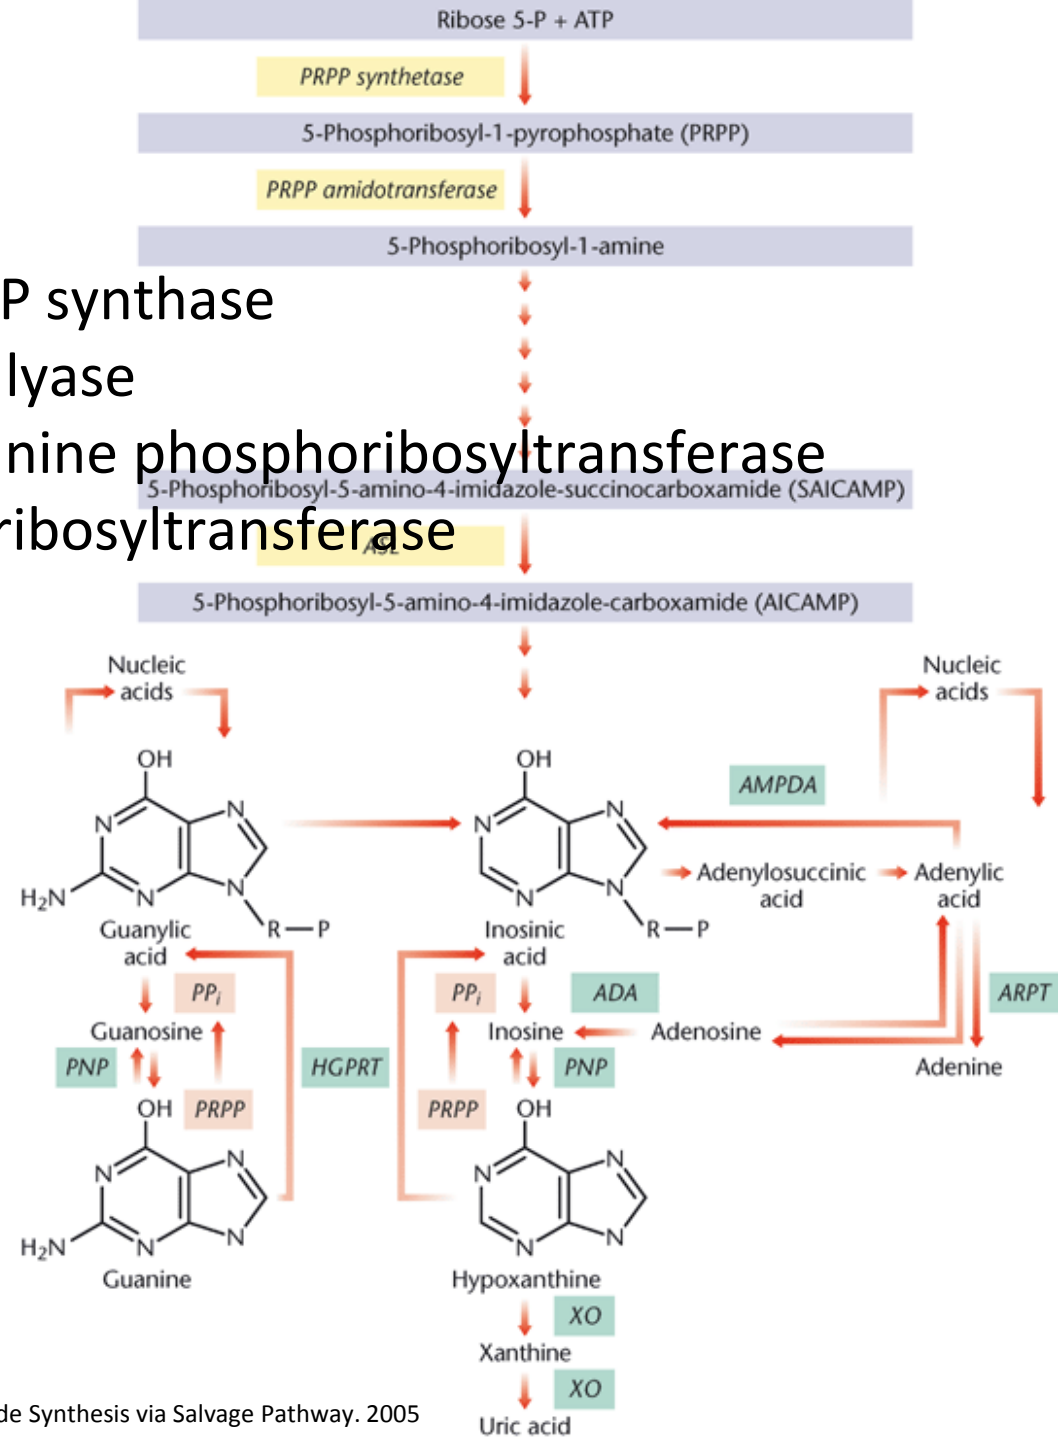 Ribose 5-P + ATP
PRPP synthetase
5-Phosphoribosyl-1-pyrophosphate (PRPP)
PRPP amidotransferase
5-Phosphoribosyl-1-amine
P synthase
lyase
nine phosphoribosyltransferase
5-Phosphoribosyl-5-amino-4-imidazole-succinocarboxamide (SAICAMP)
ribosyltransferase
ASL
5-Phosphoribosyl-5-amino-4-imidazole-carboxamide (AICAMP)
Nucleic
acids
Nucleic
acids
OH
N
N
N
N
H₂N
R—P
Guanylic
acid
OH
N
N
N
N
R—P
Inosinic
acid
AMPDA
Adenylosuccinic
acid
Adenylic
acid
PPi
PPi
ADA
ARPT
Guanosine
Inosine
Adenosine
PNP
HGPRT
PNP
Adenine
PRPP
PRPP
OH
N
N
N
N
H₂N
Guanine
OH
N
N
N
N
Hypoxanthine
XO
Xanthine
XO
Uric acid
de Synthesis via Salvage Pathway. 2005